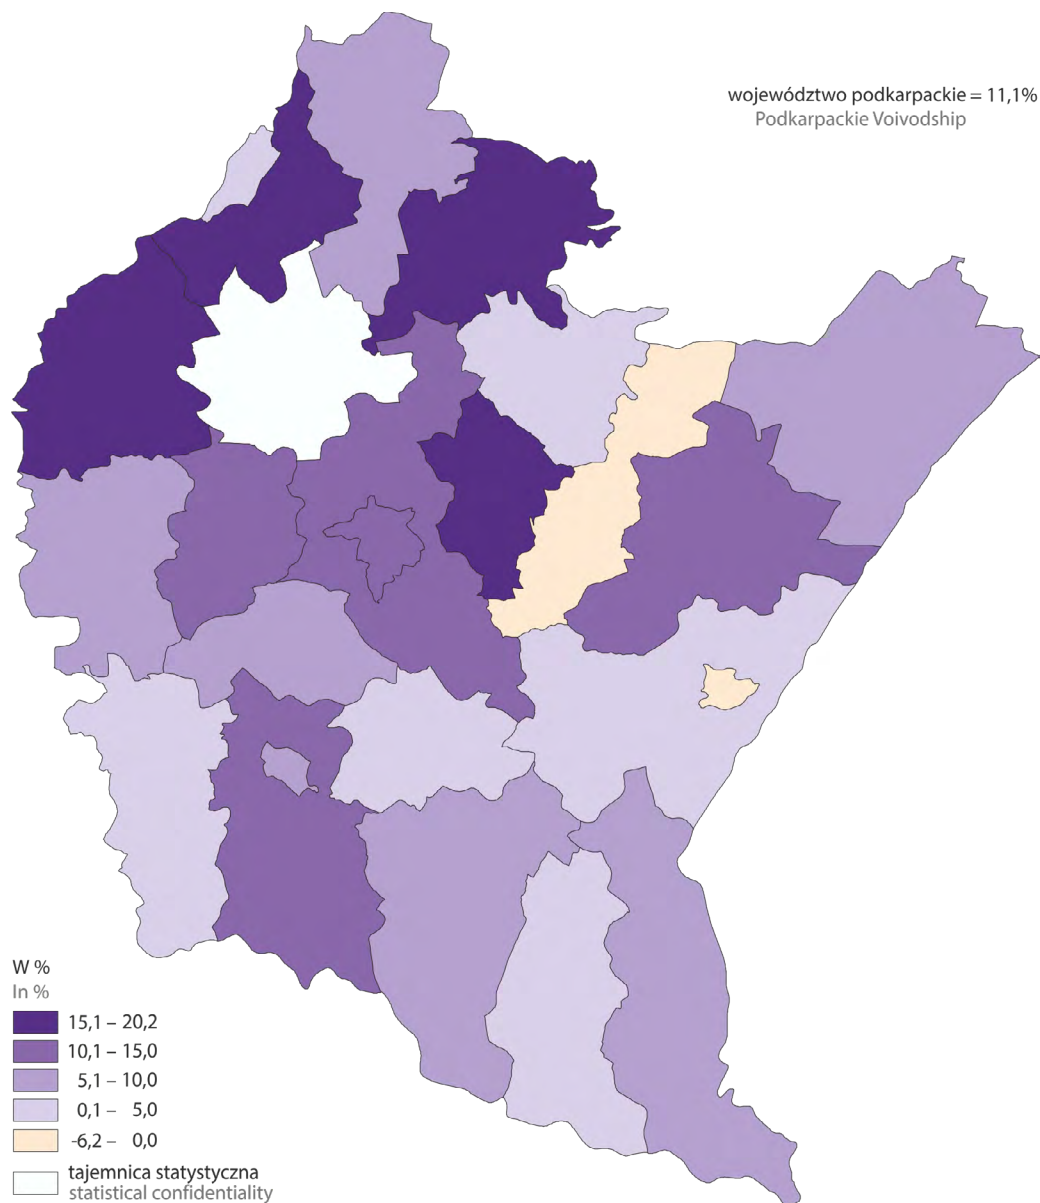 województwo podkarpackie = 11,1%
Podkarpackie Voivodship
W %
In %
15,1 – 20,2
10,1 – 15,0
5,1 – 10,0
0,1 – 5,0
-6,2 – 0,0
tajemnica statystyczna
statistical confidentiality